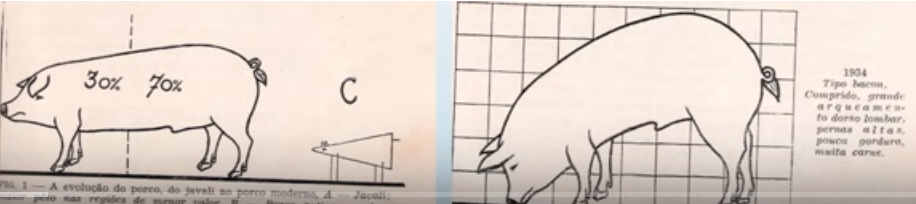 30% 70%
C
FIG. 1 — A evolução do porco, do javali ao porco moderno. A — Javali;
pelo nas regiões de menor valor. B —
1934
Tipo bacon,
Comprido, grande
arqueamen-
to dorso lombar,
pernas altas,
pouca gordura,
muita carne.